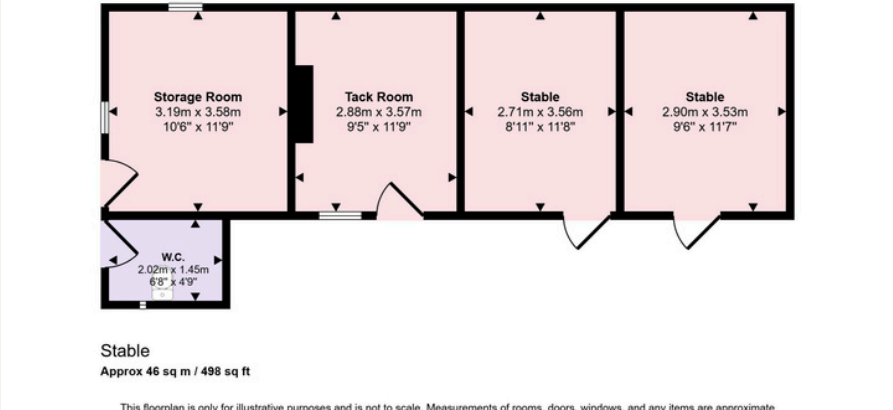 Storage Room
3.19m x 3.58m
10'6" x 11'9"
Tack Room
2.88m x 3.57m
9'5" x 11'9"
Stable
2.71m x 3.56m
8'11" x 11'8"
Stable
2.90m x 3.53m
9'6" x 11'7"
W.C.
2.02m x 1.45m
6'8" x 4'9"
Stable
Approx 46 sq m / 498 sq ft
This floorplan is only for illustrative purposes and is not to scale. Measurements of rooms, doors, windows, and any items are approximate